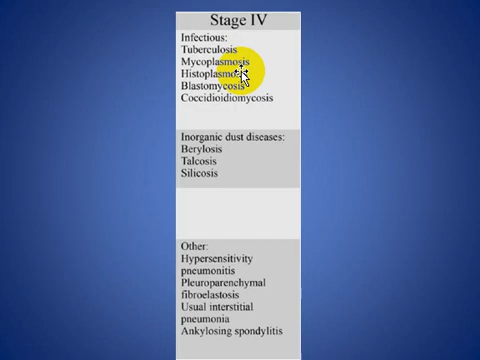 Stage IV
Infectious:
Tuberculosis
Mycoplasmosis
Histoplasmosis
Blastomycosis
Coccidioidiomycosis
Inorganic dust diseases:
Berylosis
Talcosis
Silicosis
Other:
Hypersensitivity
pneumonitis
Pleuroparenchymal
fibroelastosis
Usual interstitial
pneumonia
Ankylosing spondylitis